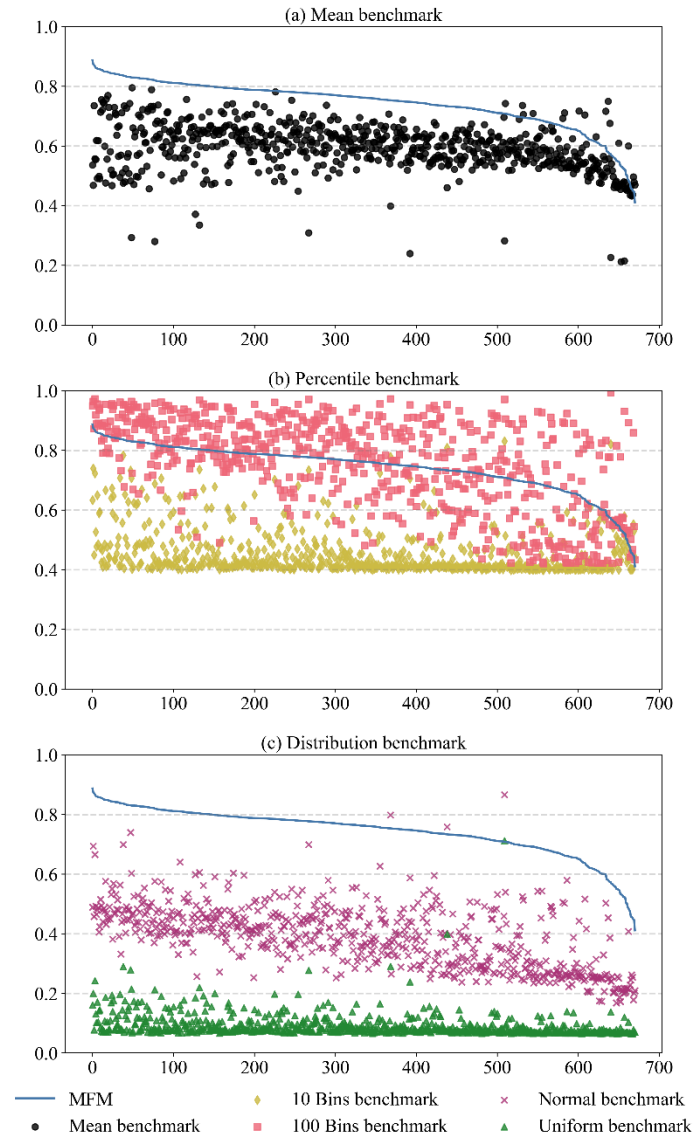 (a) Mean benchmark
1.0
0.8
0.6
0.4
0.2
0.0
0 100 200 300 400 500 600 700
(b) Percentile benchmark
1.0
0.8
0.6
0.4
0.2
0.0
0 100 200 300 400 500 600 700
(c) Distribution benchmark
1.0
0.8
0.6
0.4
0.2
0.0
0 100 200 300 400 500 600 700
MFM 10 Bins benchmark Normal benchmark
Mean benchmark 100 Bins benchmark Uniform benchmark